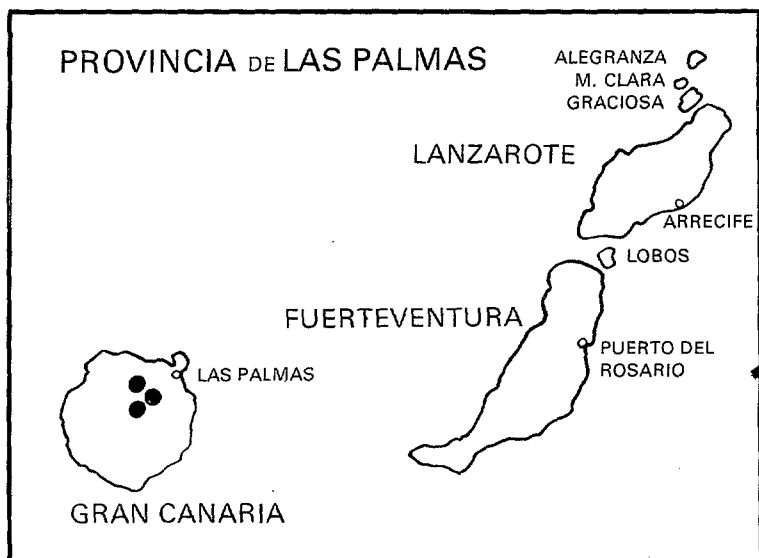 PROVINCIA DE LAS PALMAS
ALEGRANZA
M. CLARA
GRACIOSA
LANZAROTE
ARRECIFE
LOBOS
FUERTEVENTURA
PUERTO DEL
ROSARIO
LAS PALMAS
GRAN CANARIA